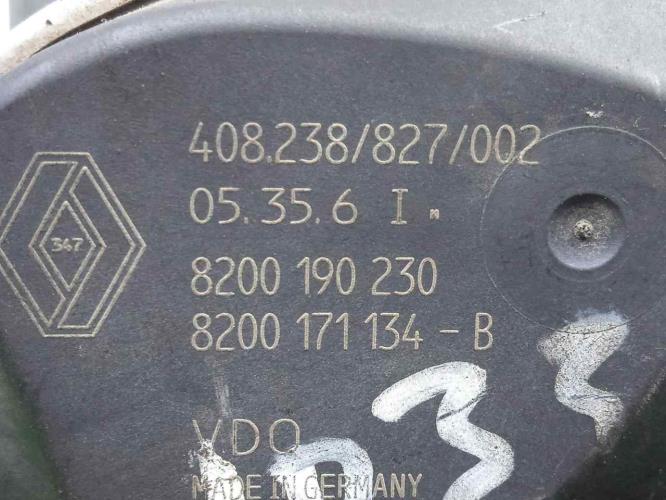 408.238/827/002
05.35.6 I
347
8200 190 230
8200 171 134 - B
VDO
MADE IN GERMANY